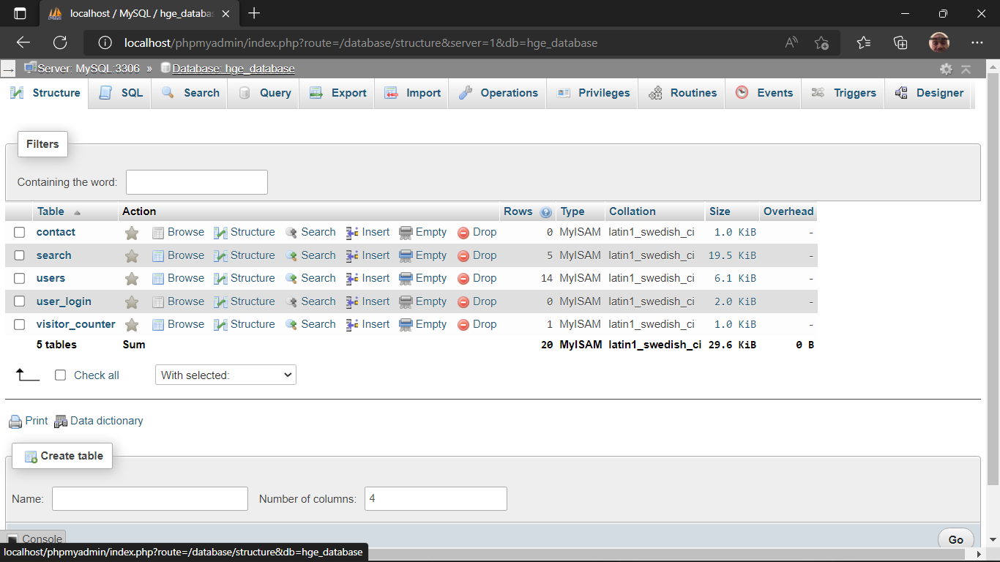 localhost / MySQL / hge_databa
localhost/phpmyadmin/index.php?route=/database/structure&server=1&db=hge_database
Server: MySQL:3306 » Database: hge_database
Structure SQL Search Query Export Import Operations Privileges Routines Events Triggers Designer
Filters
Containing the word:
Table Action Rows Type Collation Size Overhead
contact Browse Structure Search Insert Empty Drop 0 MyISAM latin1_swedish_ci 1.0 KiB -
search Browse Structure Search Insert Empty Drop 5 MyISAM latin1_swedish_ci 19.5 KiB -
users Browse Structure Search Insert Empty Drop 14 MyISAM latin1_swedish_ci 6.1 KiB -
user_login Browse Structure Search Insert Empty Drop 0 MyISAM latin1_swedish_ci 2.0 KiB -
visitor_counter Browse Structure Search Insert Empty Drop 1 MyISAM latin1_swedish_ci 1.0 KiB -
5 tables Sum 20 MyISAM latin1_swedish_ci 29.6 KiB 0 B
Check all With selected:
Print Data dictionary
Create table
Name: Number of columns: 4
Console Go
localhost/phpmyadmin/index.php?route=/database/structure&db=hge_database